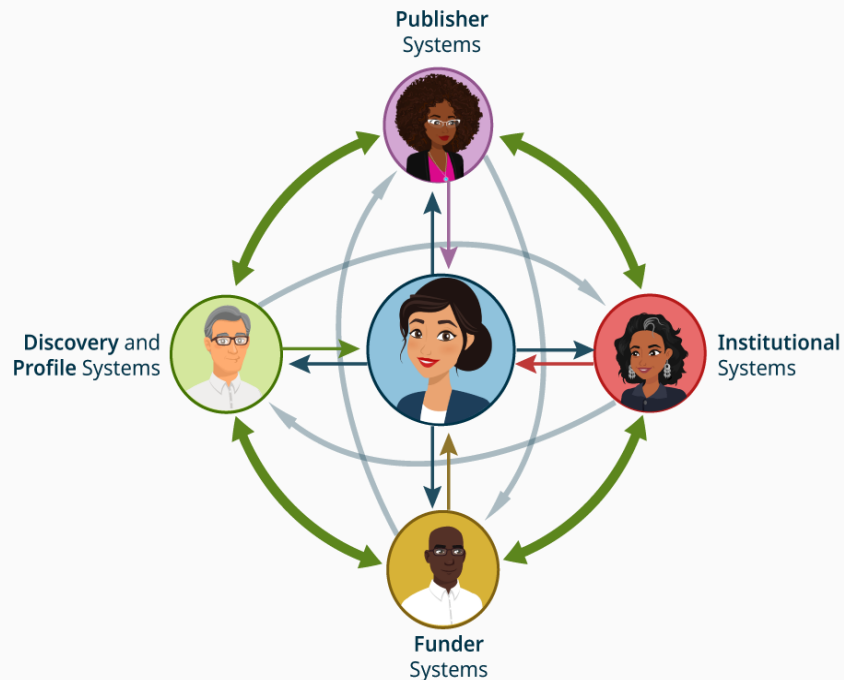 Publisher
Systems
Discovery and
Profile Systems
Institutional
Systems
Funder
Systems